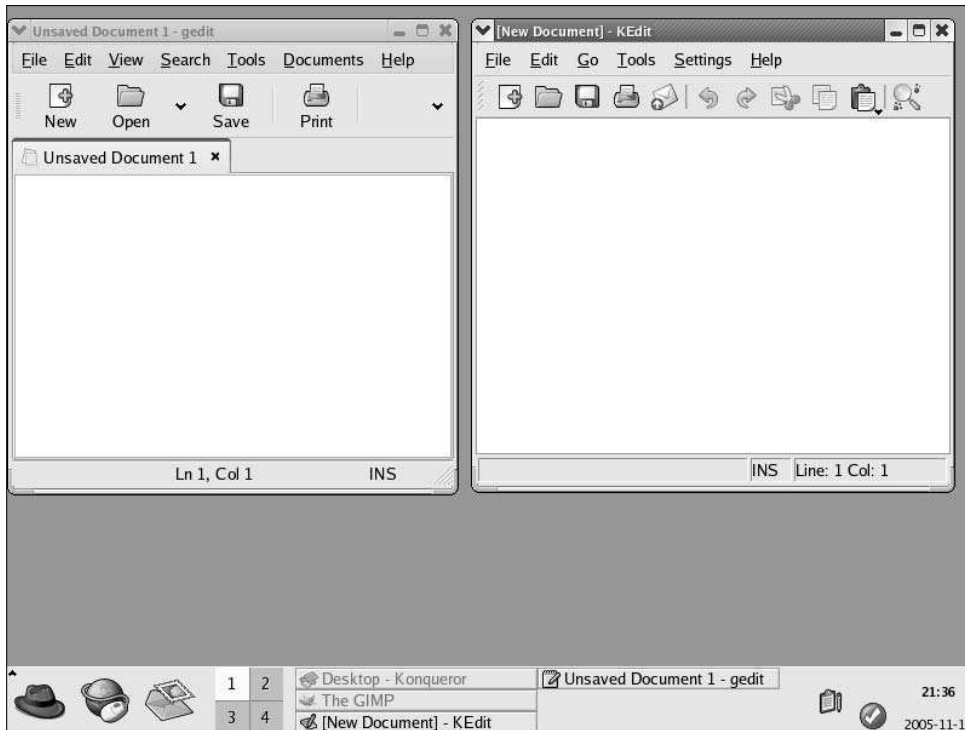 Unsaved Document 1 - gedit
File Edit View Search Tools Documents Help
New Open Save Print
Unsaved Document 1
Ln 1, Col 1 INS
[New Document] - KEdit
File Edit Go Tools Settings Help
INS Line: 1 Col: 1
1 2
3 4
Desktop - Konqueror
The GIMP
[New Document] - KEdit
Unsaved Document 1 - gedit
21:36
2005-11-1